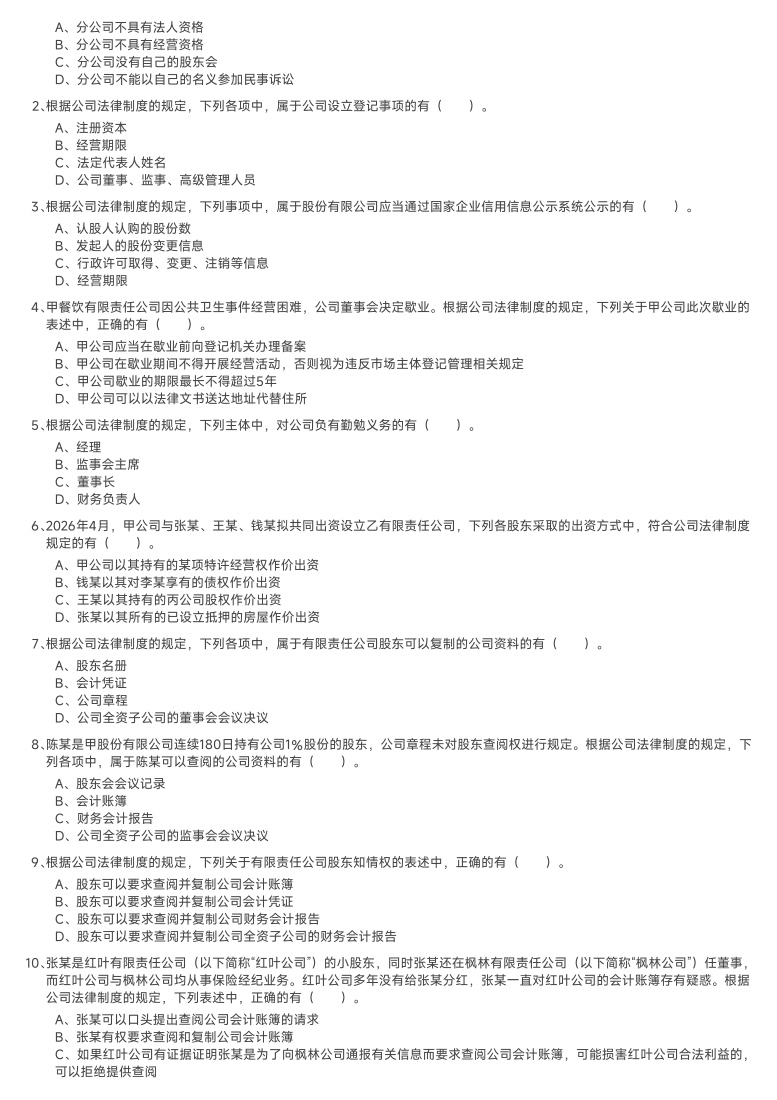 A、分公司不具有法人资格
B、分公司不具有经营资格
C、分公司没有自己的股东会
D、分公司不能以自己的名义参加民事诉讼
2、根据公司法律制度的规定，下列各项中，属于公司设立登记事项的有（　　）。
A、注册资本
B、经营期限
C、法定代表人姓名
D、公司董事、监事、高级管理人员
3、根据公司法律制度的规定，下列事项中，属于股份有限公司应当通过国家企业信用信息公示系统公示的有（　　）。
A、认股人认购的股份数
B、发起人的股份变更信息
C、行政许可取得、变更、注销等信息
D、经营期限
4、甲餐饮有限责任公司因公共卫生事件经营困难，公司董事会决定歇业。根据公司法律制度的规定，下列关于甲公司此次歇业的
表述中，正确的有（　　）。
A、甲公司应当在歇业前向登记机关办理备案
B、甲公司在歇业期间不得开展经营活动，否则视为违反市场主体登记管理相关规定
C、甲公司歇业的期限最长不得超过5年
D、甲公司可以以法律文书送达地址代替住所
5、根据公司法律制度的规定，下列主体中，对公司负有勤勉义务的有（　　）。
A、经理
B、监事会主席
C、董事长
D、财务负责人
6、2026年4月，甲公司与张某、王某、钱某拟共同出资设立乙有限责任公司，下列各股东采取的出资方式中，符合公司法律制度
规定的有（　　）。
A、甲公司以其持有的某项特许经营权作价出资
B、钱某以其对李某享有的债权作价出资
C、王某以其持有的丙公司股权作价出资
D、张某以其所有的已设立抵押的房屋作价出资
7、根据公司法律制度的规定，下列各项中，属于有限责任公司股东可以复制的公司资料的有（　　）。
A、股东名册
B、会计凭证
C、公司章程
D、公司全资子公司的董事会会议决议
8、陈某是甲股份有限公司连续180日持有公司1%股份的股东，公司章程未对股东查阅权进行规定。根据公司法律制度的规定，下
列各项中，属于陈某可以查阅的公司资料的有（　　）。
A、股东会会议记录
B、会计账簿
C、财务会计报告
D、公司全资子公司的监事会会议决议
9、根据公司法律制度的规定，下列关于有限责任公司股东知情权的表述中，正确的有（　　）。
A、股东可以要求查阅并复制公司会计账簿
B、股东可以要求查阅并复制公司会计凭证
C、股东可以要求查阅并复制公司财务会计报告
D、股东可以要求查阅并复制公司全资子公司的财务会计报告
10、张某是红叶有限责任公司（以下简称“红叶公司”）的小股东，同时张某还在枫林有限责任公司（以下简称“枫林公司”）任董事，
而红叶公司与枫林公司均从事保险经纪业务。红叶公司多年没有给张某分红，张某一直对红叶公司的会计账簿存有疑惑。根据
公司法律制度的规定，下列表述中，正确的有（　　）。
A、张某可以口头提出查阅公司会计账簿的请求
B、张某有权要求查阅和复制公司会计账簿
C、如果红叶公司有证据证明张某是为了向枫林公司通报有关信息而要求查阅公司会计账簿，可能损害红叶公司合法利益的，
可以拒绝提供查阅